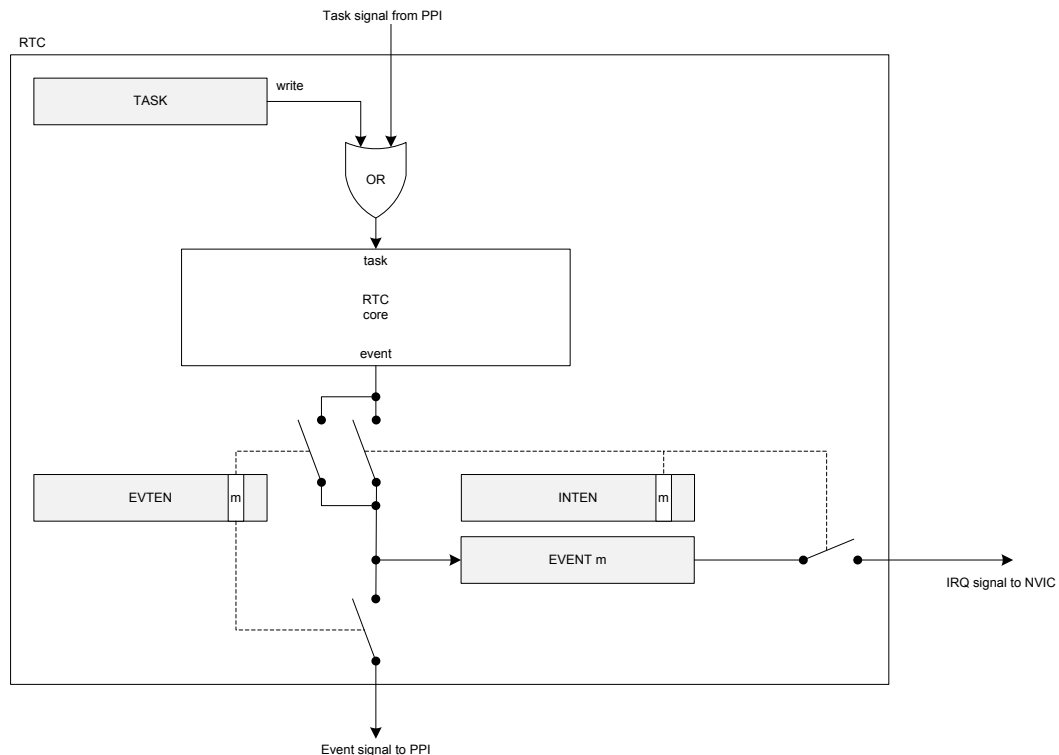 Task signal from PPI
RTC
write
TASK
OR
task
RTC
core
event
EVTEN
m
INTEN
m
EVENT m
IRQ signal to NVIC
Event signal to PPI